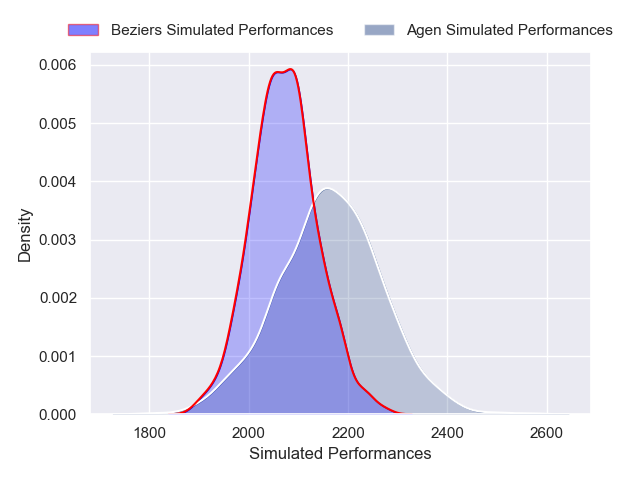 Beziers Simulated Performances Agen Simulated Performances
0.006
0.005
0.004
0.003
0.002
0.001
0.000
Density
1800 2000 2200 2400 2600
Simulated Performances